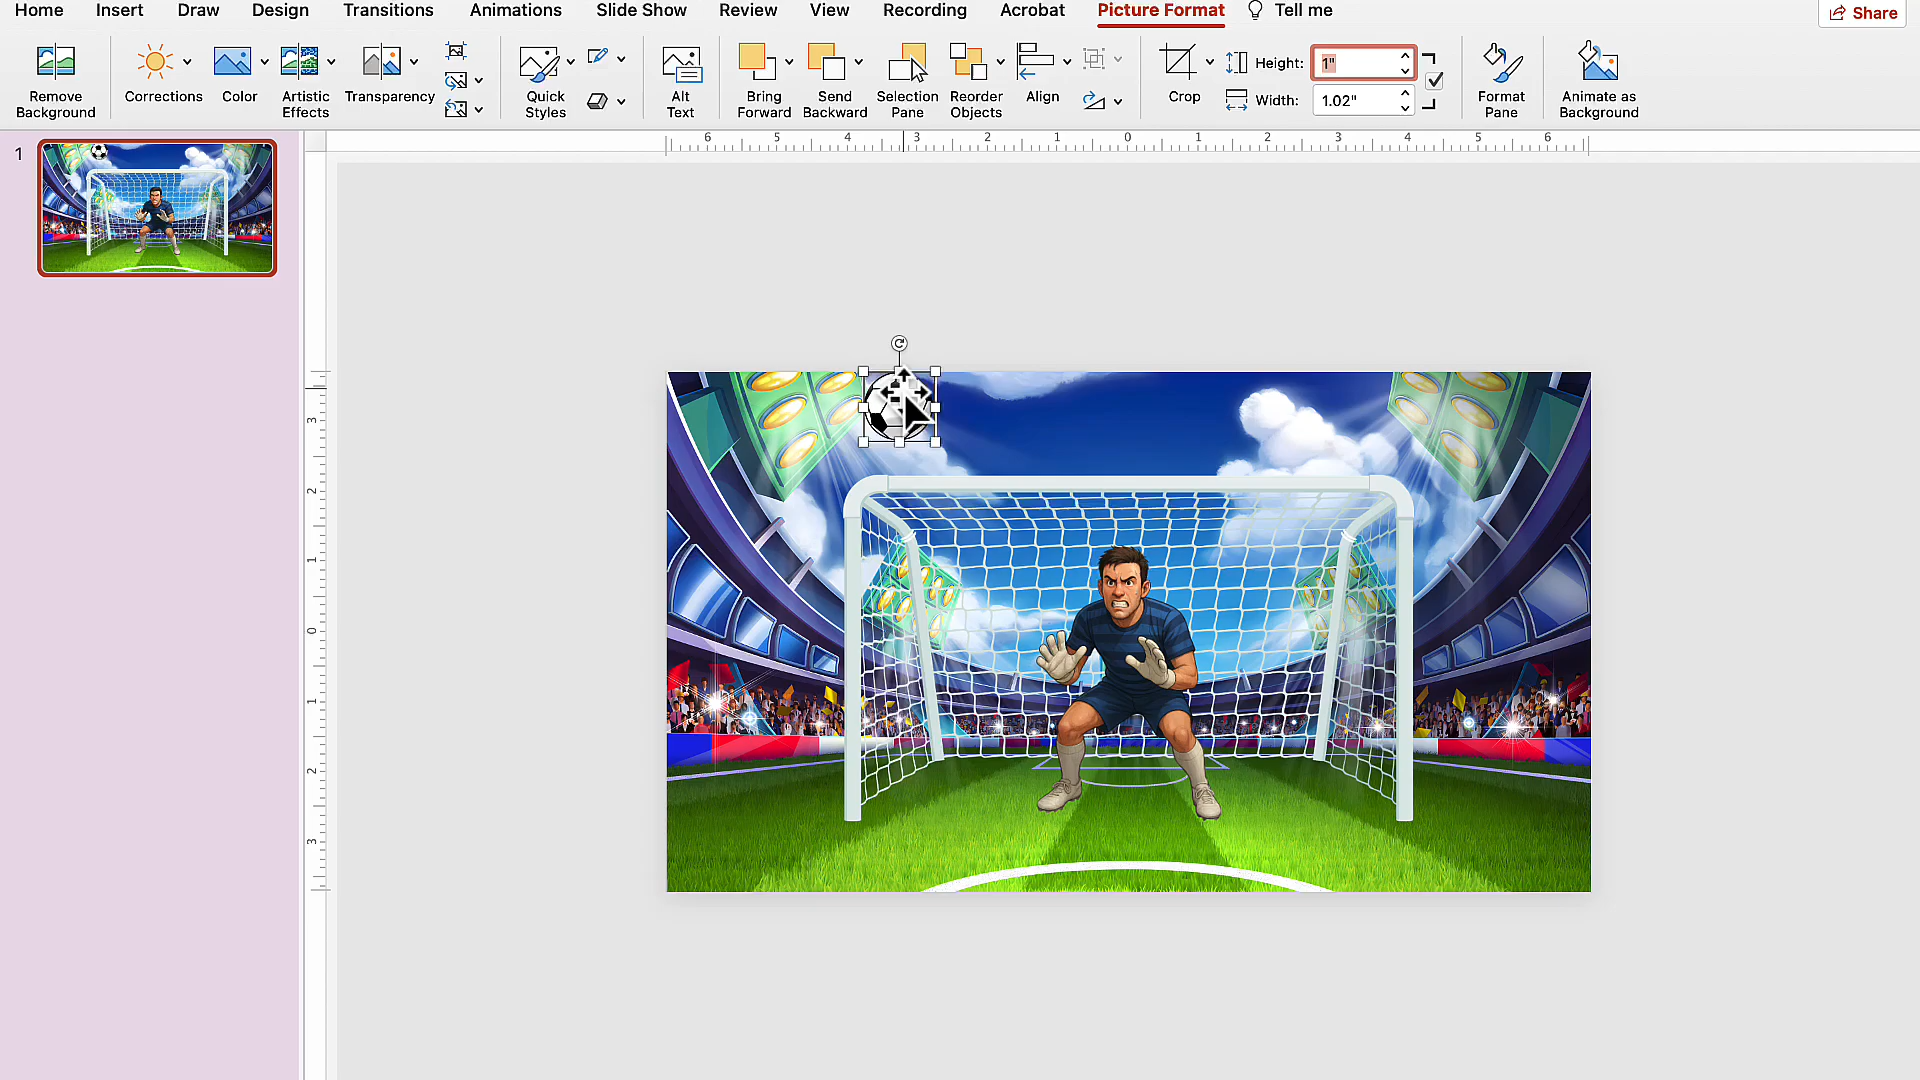 Home Insert Draw Design Transitions Animations Slide Show Review View Recording Acrobat Picture Format Tell me Share
Remove Background
Corrections
Color
Artistic Effects
Transparency
Quick Styles
Alt Text
Bring Forward
Send Backward
Selection Pane
Reorder Objects
Align
Crop
Height: 1"
Width: 1.02"
Format Pane
Animate as Background
1
6 5 4 3 2 1 0 1 2 3 4 5 6
3
2
1
0
1
2
3